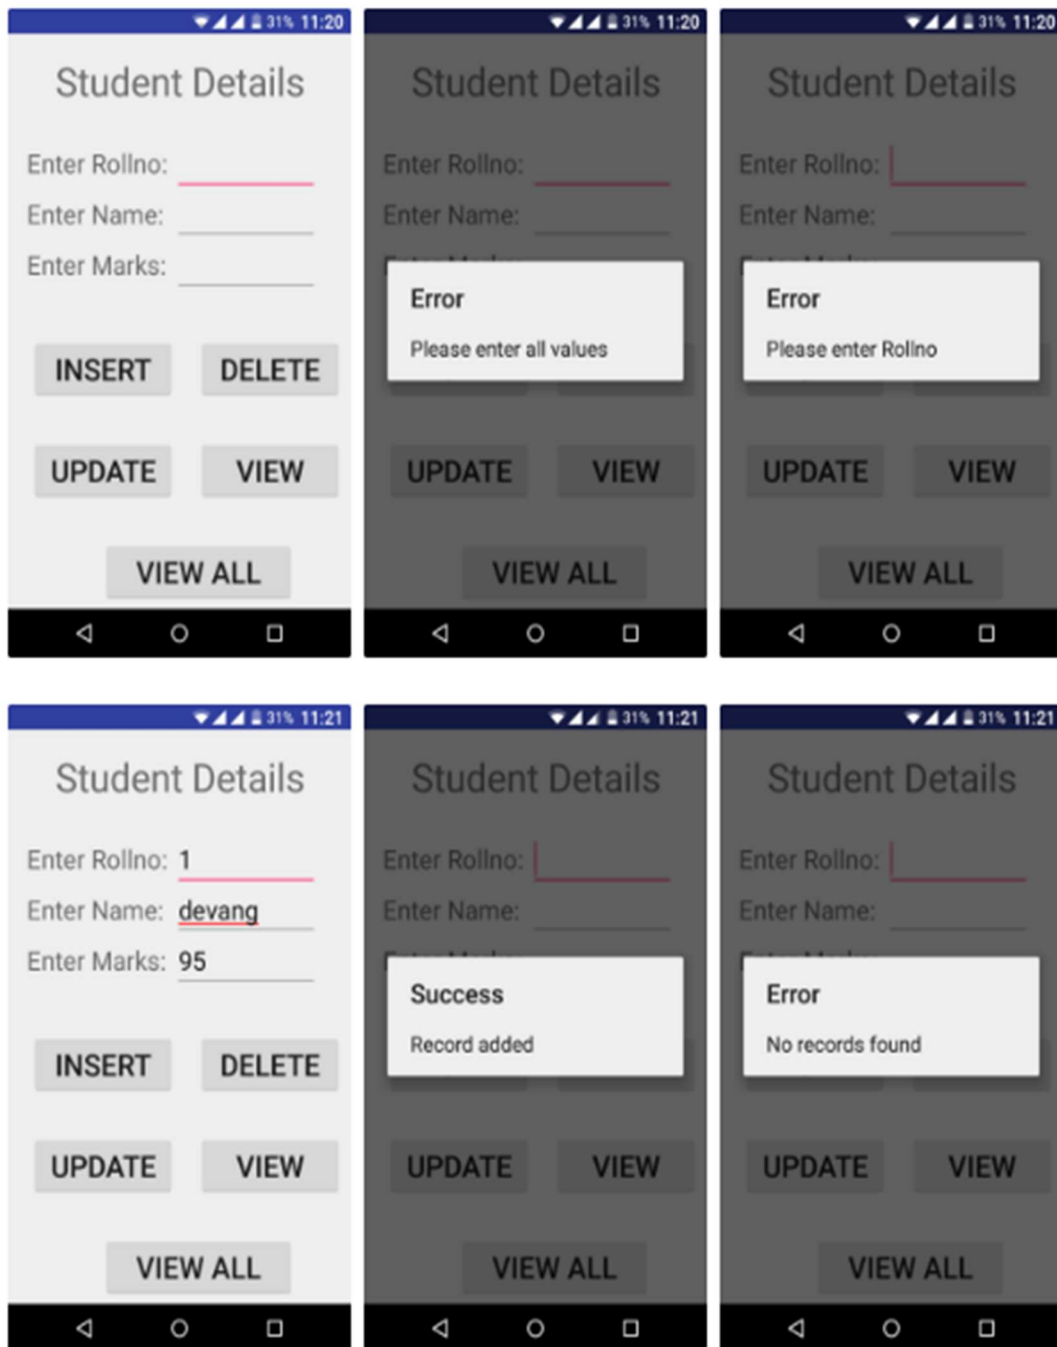 31% 11:20
Student Details
Enter Rollno:
Enter Name:
Enter Marks:
INSERT DELETE
UPDATE VIEW
VIEW ALL
31% 11:20
Student Details
Enter Rollno:
Enter Name:
Error
Please enter all values
UPDATE VIEW
VIEW ALL
31% 11:20
Student Details
Enter Rollno:
Enter Name:
Error
Please enter Rollno
UPDATE VIEW
VIEW ALL
31% 11:21
Student Details
Enter Rollno: 1
Enter Name: devang
Enter Marks: 95
INSERT DELETE
UPDATE VIEW
VIEW ALL
31% 11:21
Student Details
Enter Rollno:
Enter Name:
Success
Record added
UPDATE VIEW
VIEW ALL
31% 11:21
Student Details
Enter Rollno:
Enter Name:
Error
No records found
UPDATE VIEW
VIEW ALL